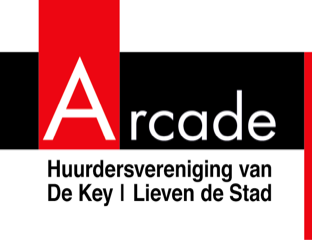 Arcade
Huurdersvereniging van
De Key | Lieven de Stad